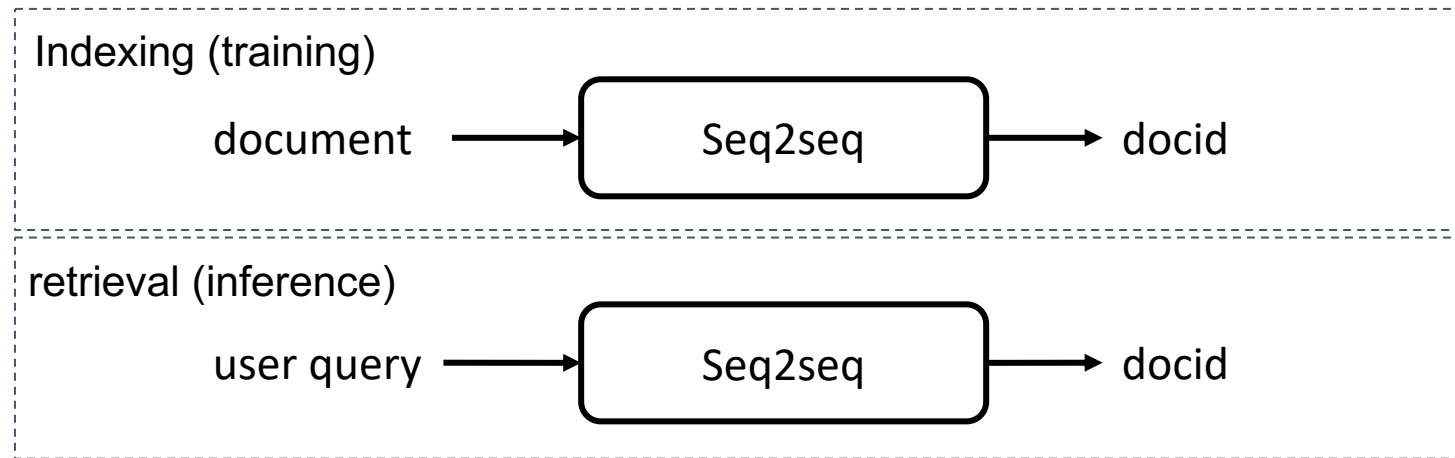 Indexing (training)
document Seq2seq docid
retrieval (inference)
user query Seq2seq docid